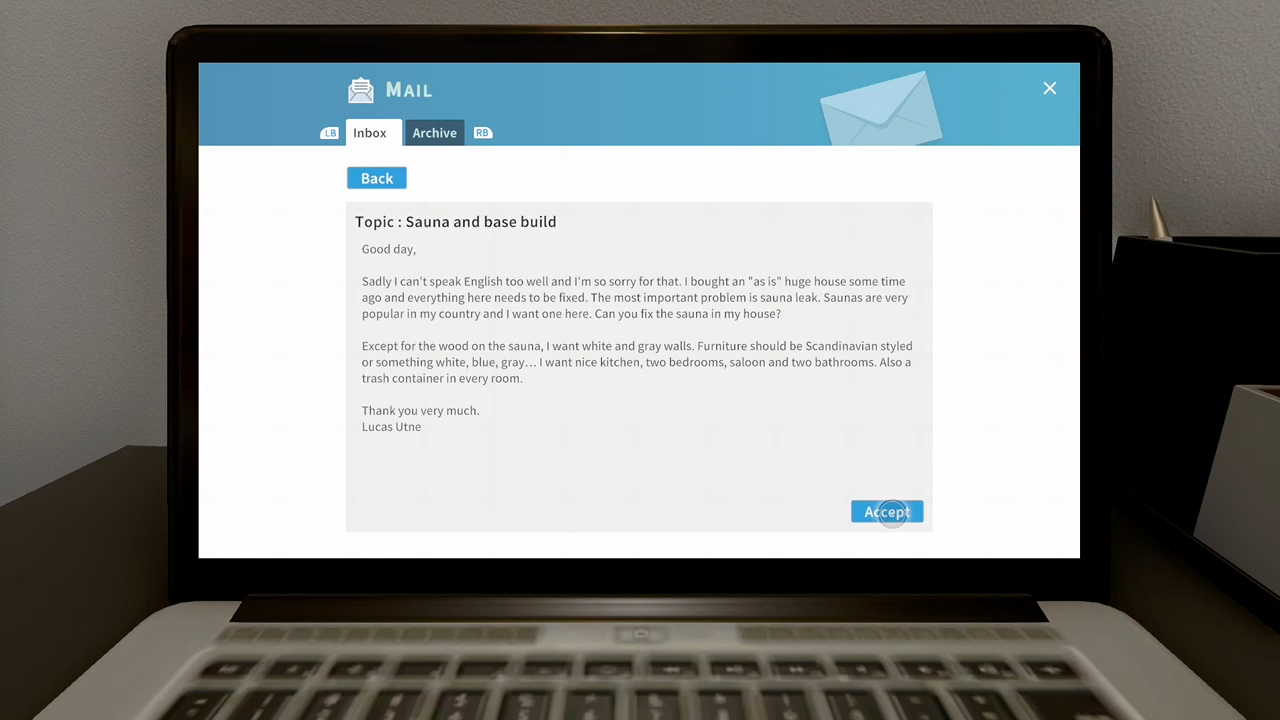 MAIL
LB Inbox Archive RB
Back
Topic : Sauna and base build
Good day,
Sadly I can't speak English too well and I'm so sorry for that. I bought an "as is" huge house some time
ago and everything here needs to be fixed. The most important problem is sauna leak. Saunas are very
popular in my country and I want one here. Can you fix the sauna in my house?
Except for the wood on the sauna, I want white and gray walls. Furniture should be Scandinavian styled
or something white, blue, gray... I want nice kitchen, two bedrooms, saloon and two bathrooms. Also a
trash container in every room.
Thank you very much.
Lucas Utne
Accept